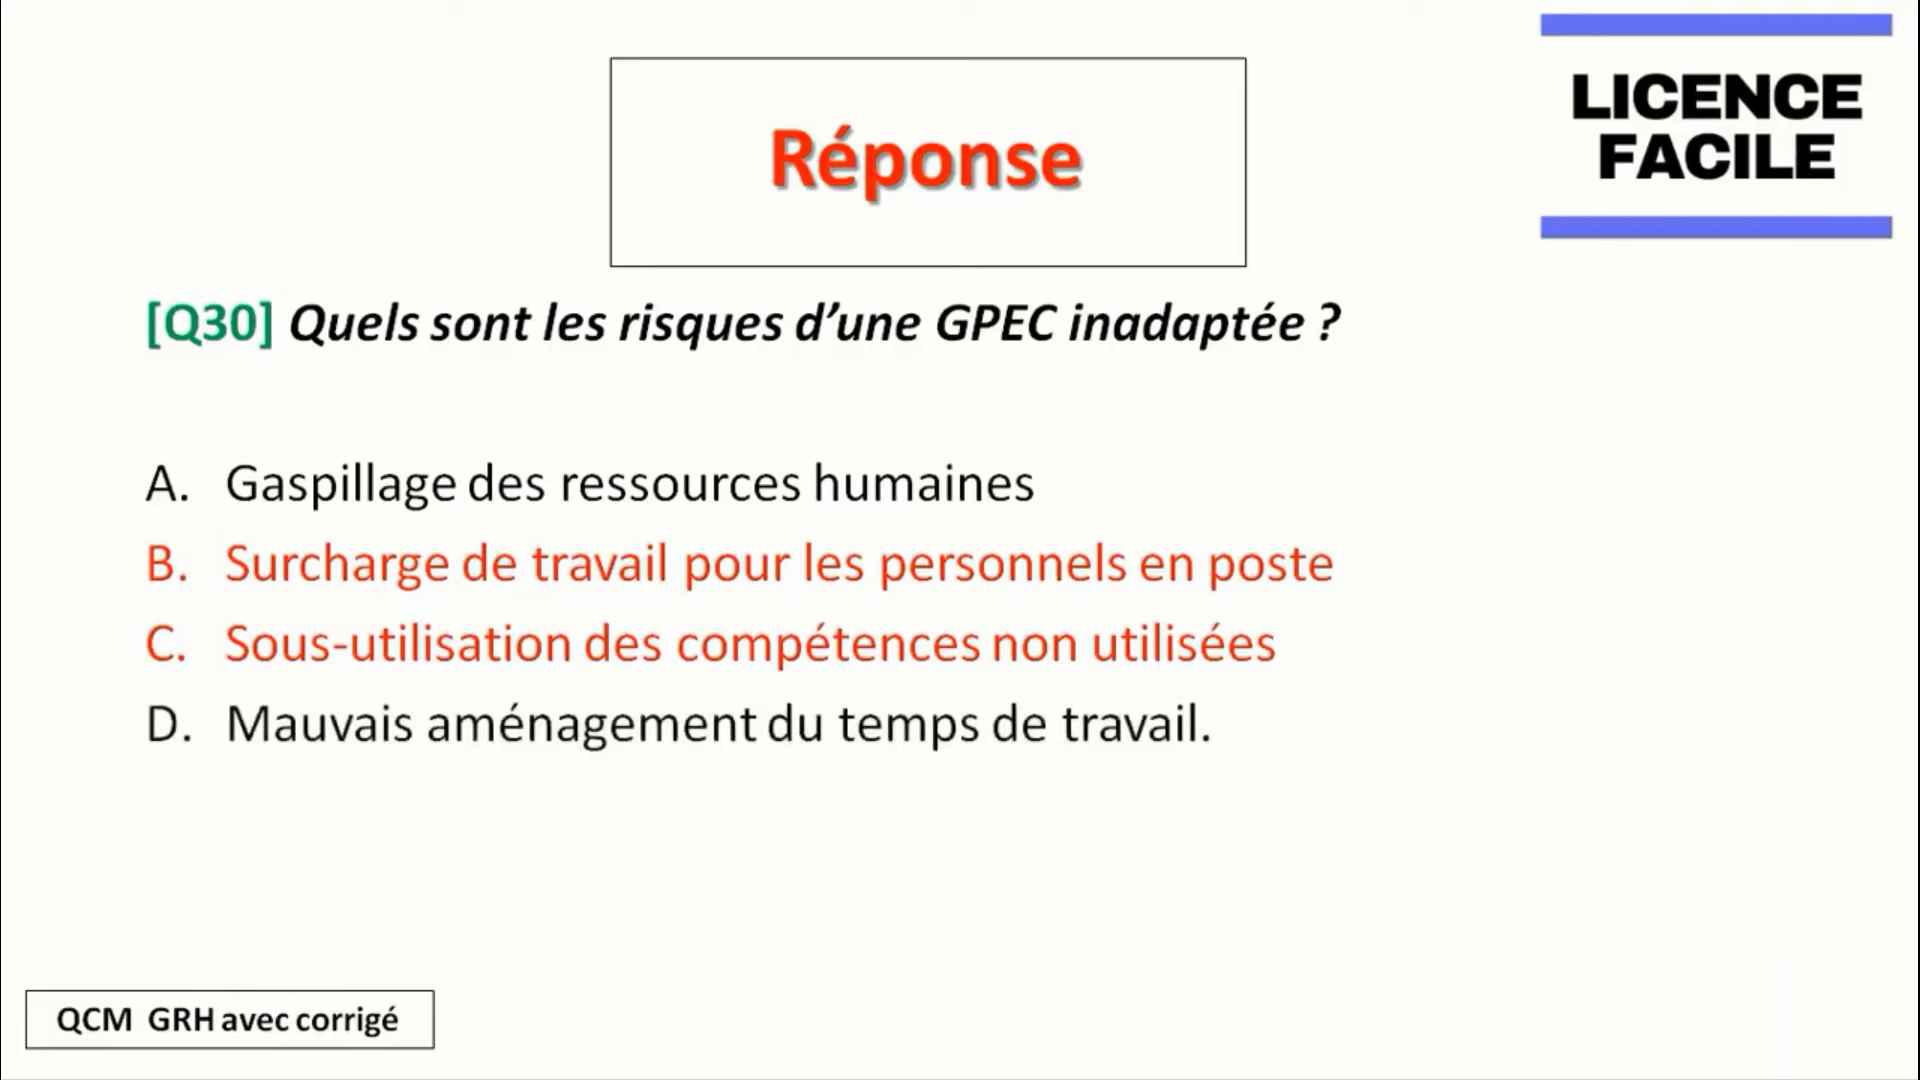 LICENCE
FACILE
Réponse
[Q30] Quels sont les risques d’une GPEC inadaptée ?
A. Gaspillage des ressources humaines
B. Surcharge de travail pour les personnels en poste
C. Sous-utilisation des compétences non utilisées
D. Mauvais aménagement du temps de travail.
QCM GRH avec corrigé